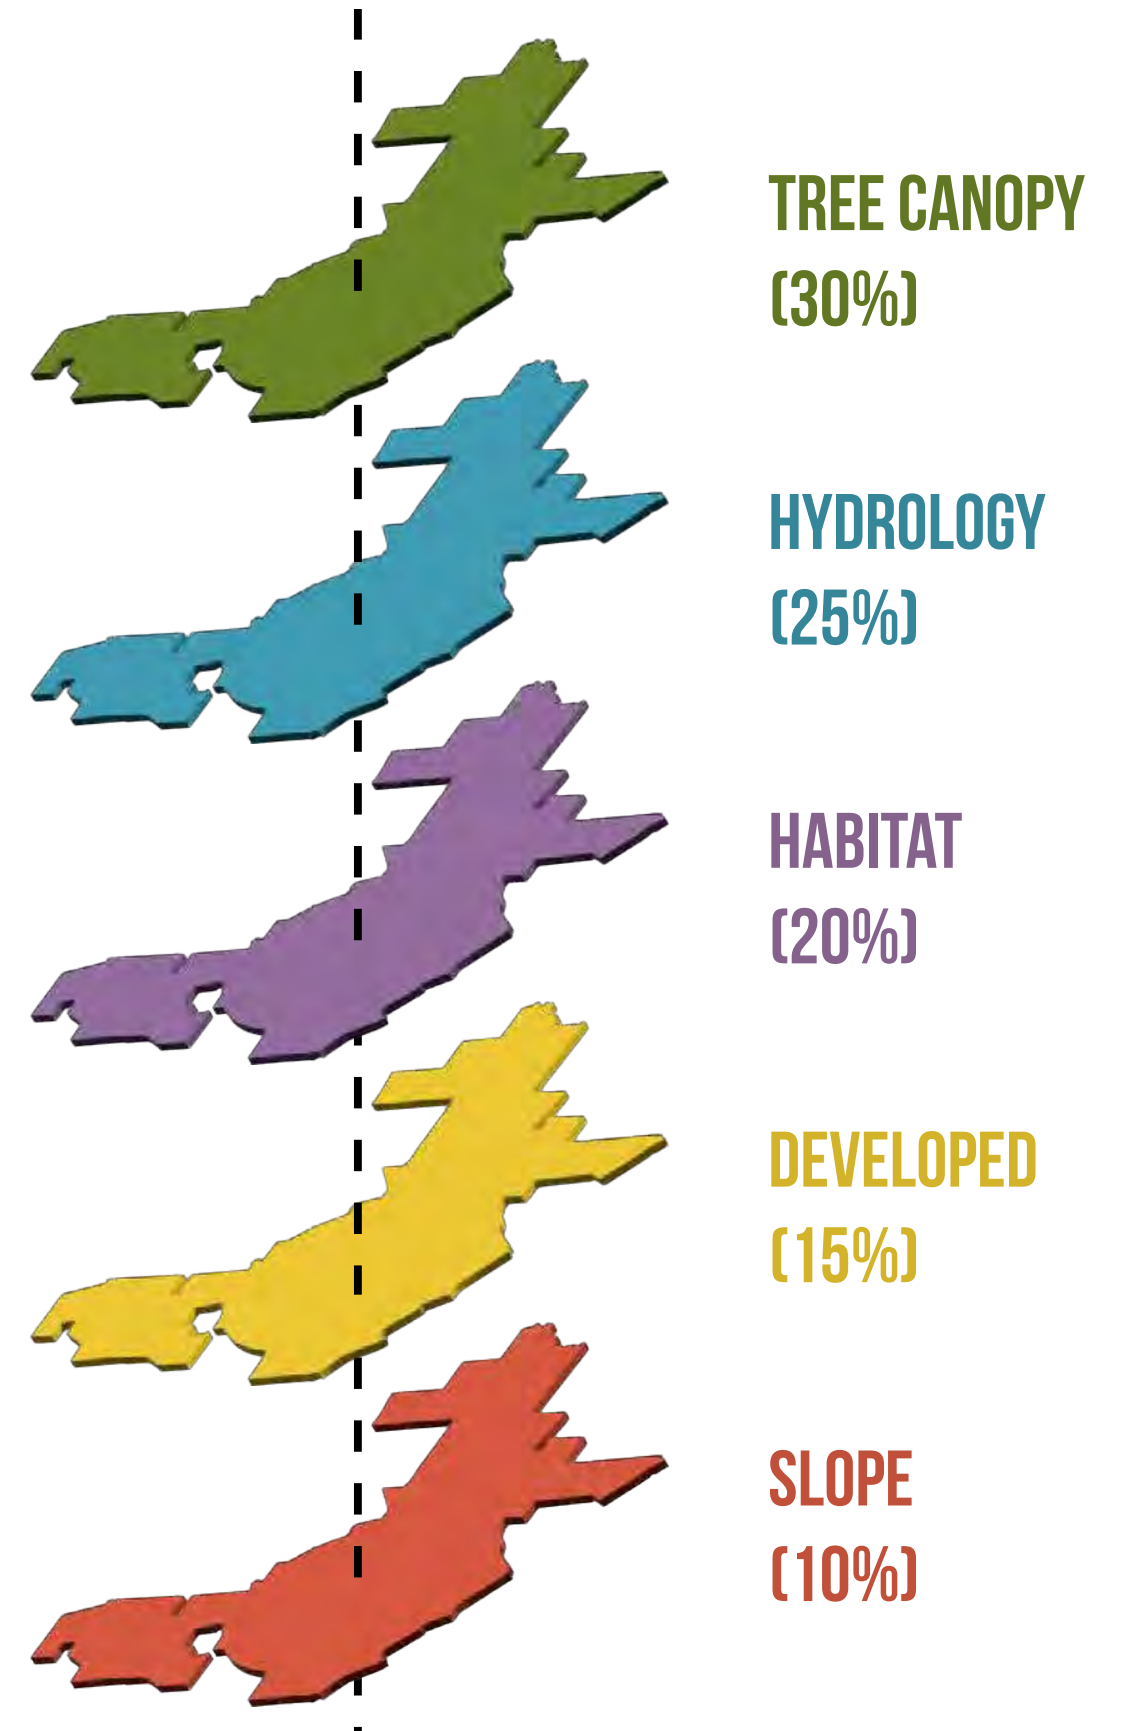 TREE CANOPY
(30%)
HYDROLOGY
(25%)
HABITAT
(20%)
DEVELOPED
(15%)
SLOPE
(10%)